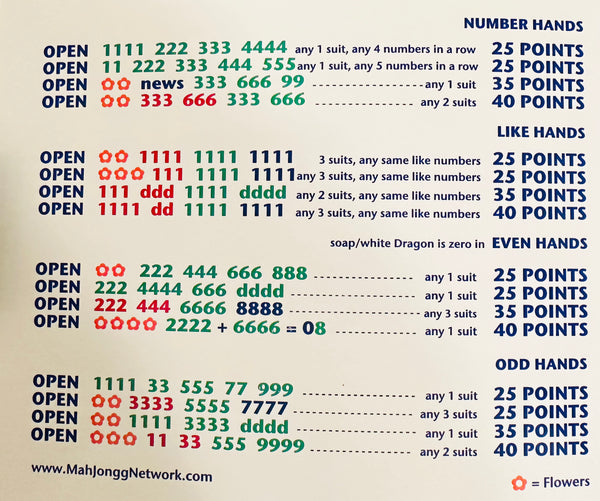 NUMBER HANDS
OPEN 1111 222 333 4444 any 1 suit, any 4 numbers in a row 25 POINTS
OPEN 11 222 333 444 555 any 1 suit, any 5 numbers in a row 25 POINTS
OPEN news 333 666 99 any 1 suit 35 POINTS
OPEN 333 666 333 666 any 2 suits 40 POINTS
LIKE HANDS
OPEN 1111 1111 1111 3 suits, any same like numbers 25 POINTS
OPEN 111 1111 1111 any 3 suits, any same like numbers 25 POINTS
OPEN 111 ddd 1111 dddd any 2 suits, any same like numbers 35 POINTS
OPEN 1111 dd 1111 1111 any 3 suits, any same like numbers 40 POINTS
soap/white Dragon is zero in EVEN HANDS
OPEN 222 444 666 888 any 1 suit 25 POINTS
OPEN 222 4444 666 dddd any 1 suit 25 POINTS
OPEN 222 444 6666 8888 any 3 suits 35 POINTS
OPEN 2222 + 6666 = 08 any 1 suit 40 POINTS
ODD HANDS
OPEN 1111 33 555 77 999 any 1 suit 25 POINTS
OPEN 3333 5555 7777 any 3 suits 25 POINTS
OPEN 1111 3333 dddd any 1 suit 35 POINTS
OPEN 11 33 555 9999 any 2 suits 40 POINTS
www.MahJonggNetwork.com
= Flowers